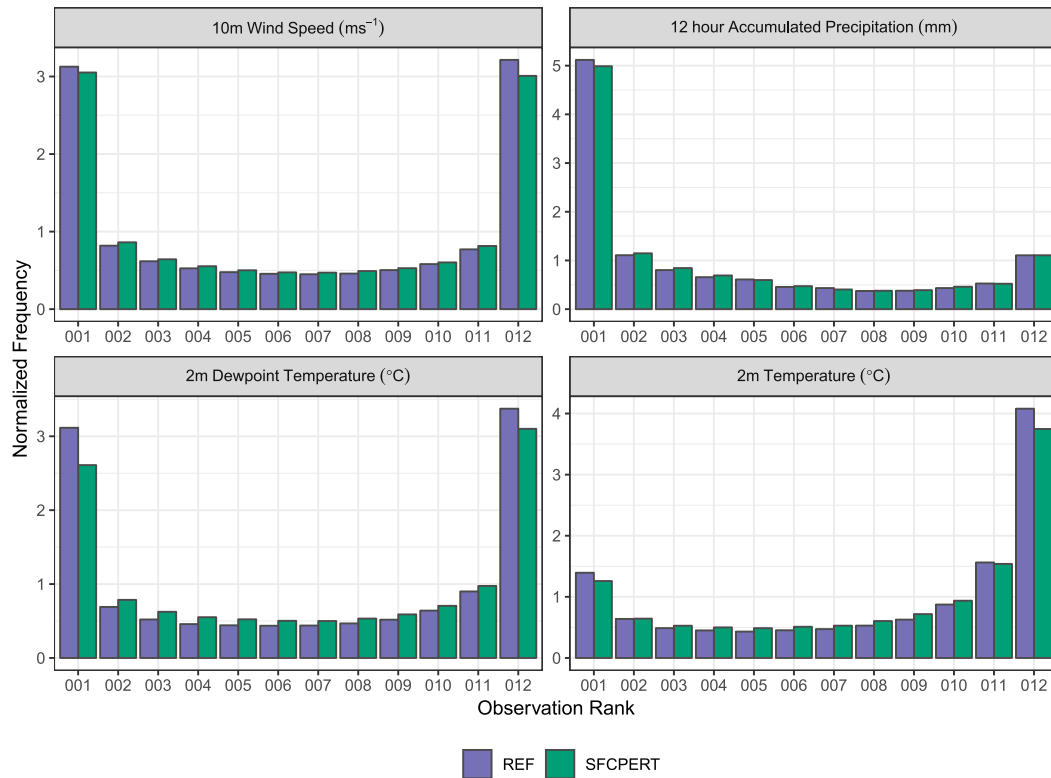 10m Wind Speed (ms⁻¹)
12 hour Accumulated Precipitation (mm)
3
2
1
0
5
4
3
2
1
0
001 002 003 004 005 006 007 008 009 010 011 012
001 002 003 004 005 006 007 008 009 010 011 012
Normalized Frequency
2m Dewpoint Temperature (°C)
2m Temperature (°C)
3
2
1
0
4
3
2
1
0
001 002 003 004 005 006 007 008 009 010 011 012
001 002 003 004 005 006 007 008 009 010 011 012
Observation Rank
REF SFCPERT